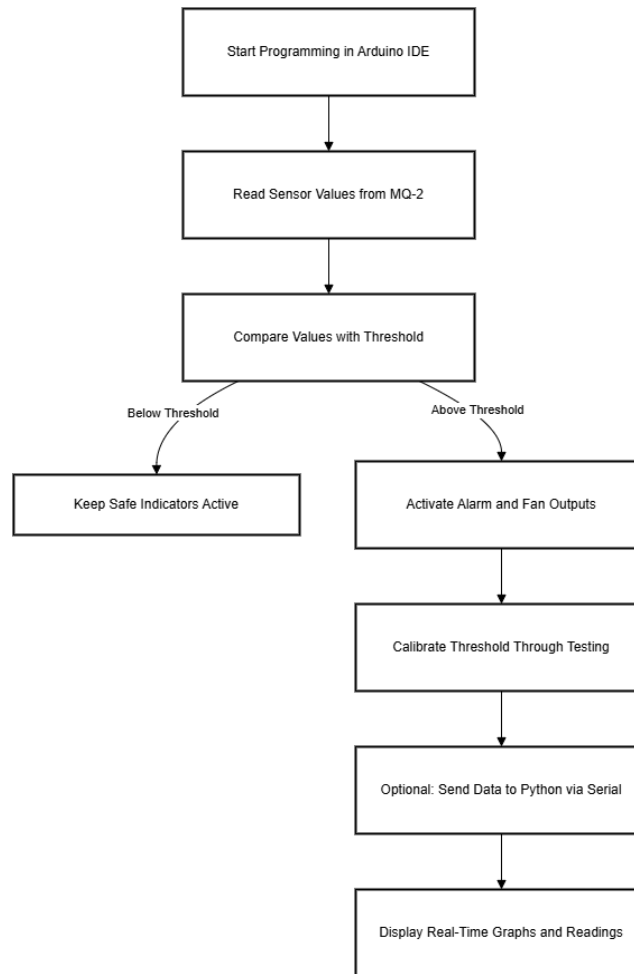 Start Programming in Arduino IDE
Read Sensor Values from MQ-2
Compare Values with Threshold
Below Threshold
Above Threshold
Keep Safe Indicators Active
Activate Alarm and Fan Outputs
Calibrate Threshold Through Testing
Optional: Send Data to Python via Serial
Display Real-Time Graphs and Readings